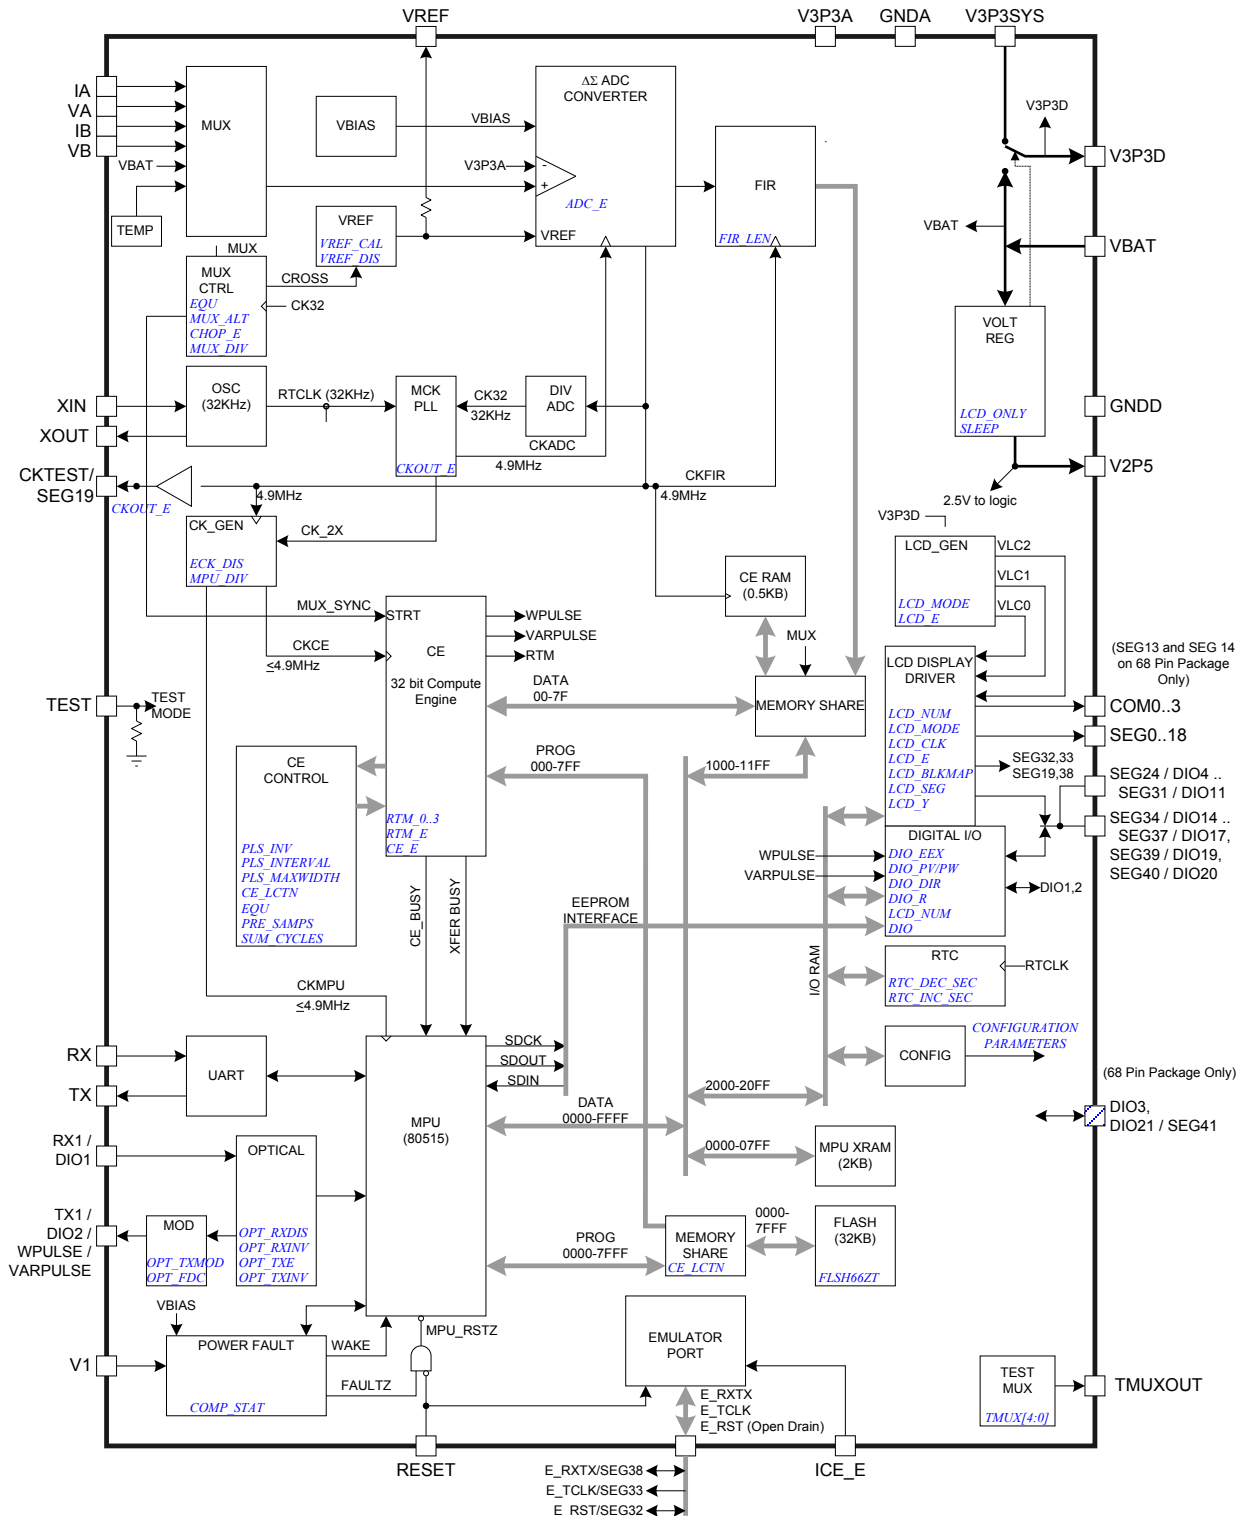 VREF
V3P3A
GNDA
V3P3SYS
IA
VA
IB
VB
VBAT
TEMP
MUX
VBIAS
VBIAS
V3P3A
ΔΣ ADC
CONVERTER
-
+
ADC_E
VREF
FIR
FIR_LEN
VREF
VREF_CAL
VREF_DIS
MUX
MUX
CTRL
EQU
MUX_ALT
CHOP_E
MUX_DIV
CROSS
CK32
V3P3D
V3P3D
VBAT
VBAT
VOLT
REG
LCD_ONLY
SLEEP
GNDD
V2P5
2.5V to logic
XIN
XOUT
OSC
(32KHz)
RTCLK (32KHz)
MCK
PLL
CKOUT_E
CK32
32KHz
DIV
ADC
CKADC
4.9MHz
CKFIR
4.9MHz
CKTEST/
SEG19
CKOUT_E
4.9MHz
CK_GEN
ECK_DIS
MPU_DIV
CK_2X
V3P3D
LCD_GEN
LCD_MODE
LCD_E
VLC2
VLC1
VLC0
CE RAM
(0.5KB)
MUX
MEMORY SHARE
MUX_SYNC
CKCE
≤4.9MHz
STRT
CE
32 bit Compute
Engine
RTM_0..3
RTM_E
CE_E
WPULSE
VARPULSE
RTM
DATA
00-7F
PROG
000-7FF
1000-11FF
LCD DISPLAY
DRIVER
LCD_NUM
LCD_MODE
LCD_CLK
LCD_E
LCD_BLKMAP
LCD_SEG
LCD_Y
(SEG13 and SEG 14
on 68 Pin Package
Only)
COM0..3
SEG0..18
SEG32,33
SEG19,38
SEG24 / DIO4 ..
SEG31 / DIO11
SEG34 / DIO14 ..
SEG37 / DIO17,
SEG39 / DIO19,
SEG40 / DIO20
TEST
TEST
MODE
CE
CONTROL
PLS_INV
PLS_INTERVAL
PLS_MAXWIDTH
CE_LCTN
EQU
PRE_SAMPS
SUM_CYCLES
CE_BUSY
XFER BUSY
EEPROM
INTERFACE
I/O RAM
WPULSE
VARPULSE
DIGITAL I/O
DIO_EEX
DIO_PV/PW
DIO_DIR
DIO_R
LCD_NUM
DIO
DIO1,2
RTC
RTC_DEC_SEC
RTC_INC_SEC
RTCLK
CONFIG
CONFIGURATION
PARAMETERS
(68 Pin Package Only)
DIO3,
DIO21 / SEG41
CKMPU
≤4.9MHz
RX
TX
UART
MPU
(80515)
SDCK
SDOUT
SDIN
DATA
0000-FFFF
2000-20FF
0000-07FF
MPU XRAM
(2KB)
RX1 /
DIO1
OPTICAL
OPT_RXDIS
OPT_RXINV
OPT_TXE
OPT_TXINV
TX1 /
DIO2 /
WPULSE /
VARPULSE
MOD
OPT_TXMOD
OPT_FDC
PROG
0000-7FFF
MEMORY
SHARE
CE_LCTN
0000-
7FFF
FLASH
(32KB)
FLSH66ZT
VBIAS
V1
POWER FAULT
COMP_STAT
WAKE
FAULTZ
MPU_RSTZ
EMULATOR
PORT
E_RXTX
E_TCLK
E_RST (Open Drain)
TEST
MUX
TMUX[4:0]
TMUXOUT
RESET
ICE_E
E_RXTX/SEG38
E_TCLK/SEG33
E_RST/SEG32